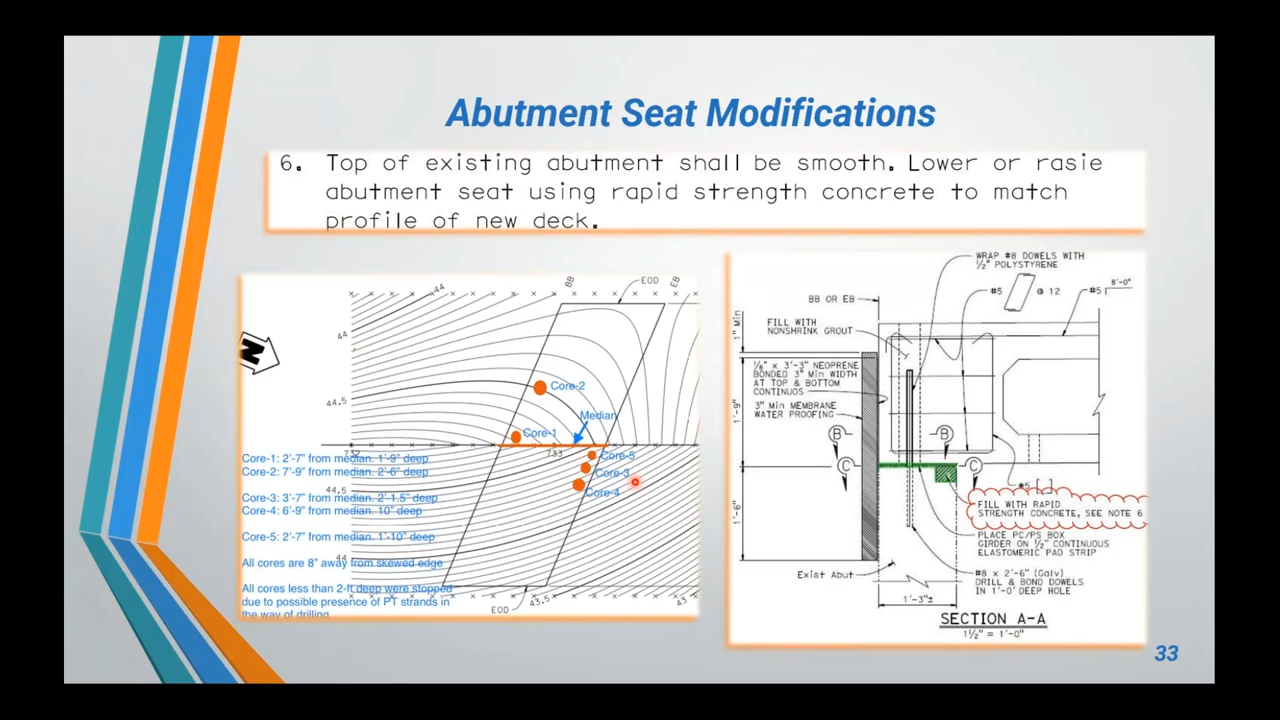 Abutment Seat Modifications
6. Top of existing abutment shall be smooth. Lower or rasie
abutment seat using rapid strength concrete to match
profile of new deck.
44
BB
EOD
EB
44
N
44.5
Core-2
Median
Core-1
732
733
Core-5
Core-3
Core-4
Core-1: 2'-7" from median. 1'-9" deep
Core-2: 7'-9" from median. 2'-6" deep
Core-3: 3'-7" from median. 2'-1.5" deep
44.5
Core-4: 6'-9" from median. 10" deep
Core-5: 2'-7" from median. 1'-10" deep
44
All cores are 8" away from skewed edge
All cores less than 2-ft deep were stopped
due to possible presence of PT strands in
the way of drilling
EOD
43.5
43
WRAP #8 DOWELS WITH
½" POLYSTYRENE
#5 @ 12
#5
8'-0"
BB OR EB
FILL WITH
NONSHRINK GROUT
1" Min
⅛" x 3'-3" NEOPRENE
BONDED 3" Min WIDTH
AT TOP & BOTTOM
CONTINUOS
3" Min MEMBRANE
WATER PROOFING
1'-9"
B B
C C
#5 [ ]
1'-6"
FILL WITH RAPID
STRENGTH CONCRETE, SEE NOTE 6
PLACE PC/PS BOX
GIRDER ON ½" CONTINUOUS
ELASTOMERIC PAD STRIP
Exist Abut
#8 x 2'-6" (Galv)
DRILL & BOND DOWELS
IN 1'-0" DEEP HOLE
1'-3"±
SECTION A-A
1½" = 1'-0"
33